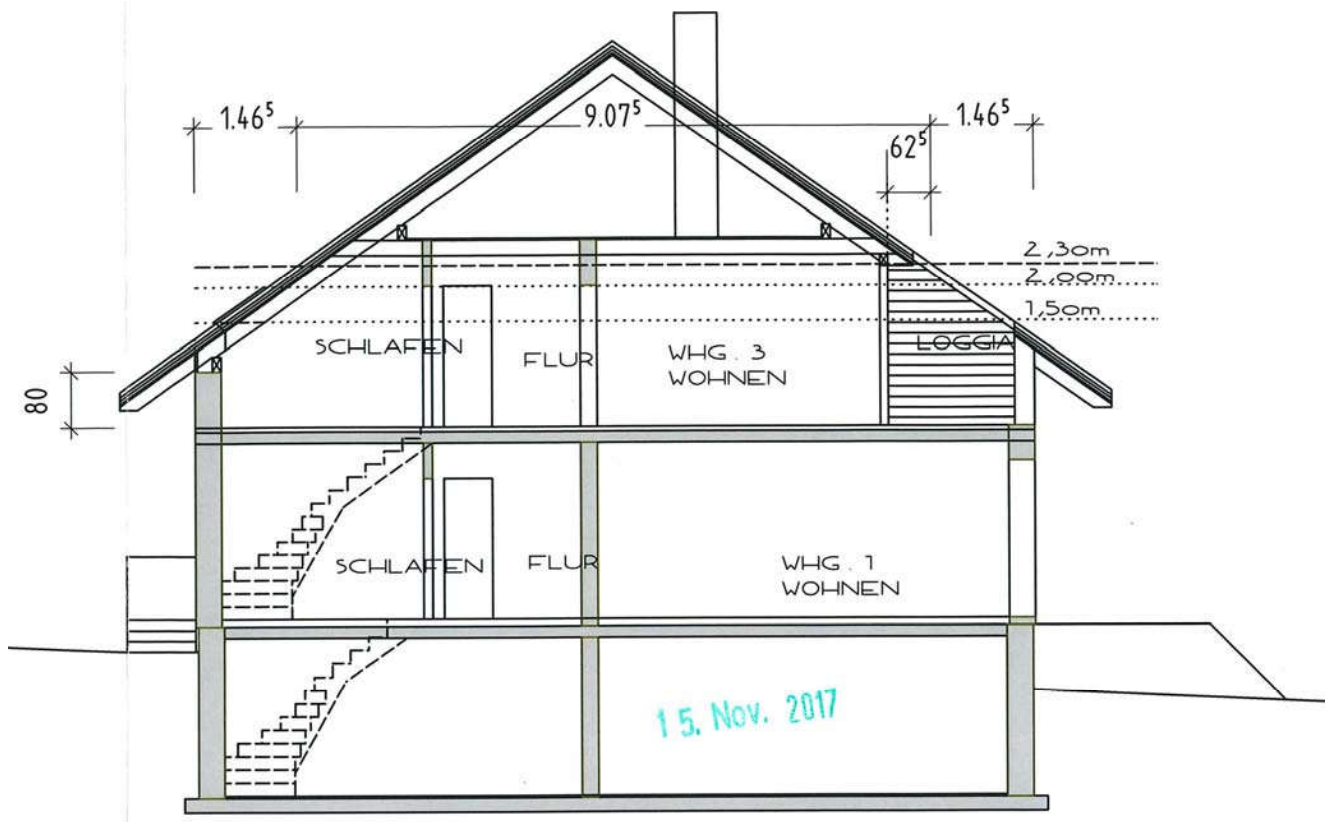 1.46⁵
9.07⁵
1.46⁵
62⁵
2,30m
2,00m
1,50m
SCHLAFEN
FLUR
WHG. 3
WOHNEN
LOGGIA
80
SCHLAFEN
FLUR
WHG. 1
WOHNEN
15. Nov. 2017